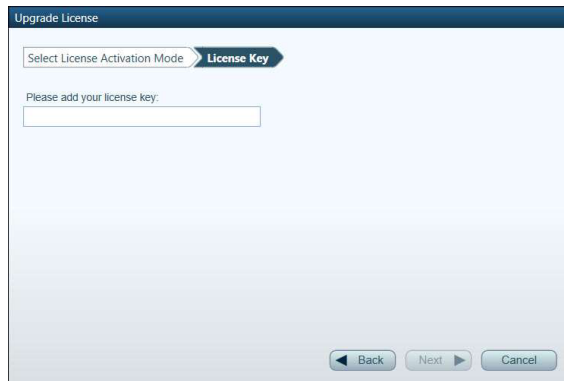 Upgrade License
Select License Activation Mode License Key
Please add your license key:
Back Next Cancel